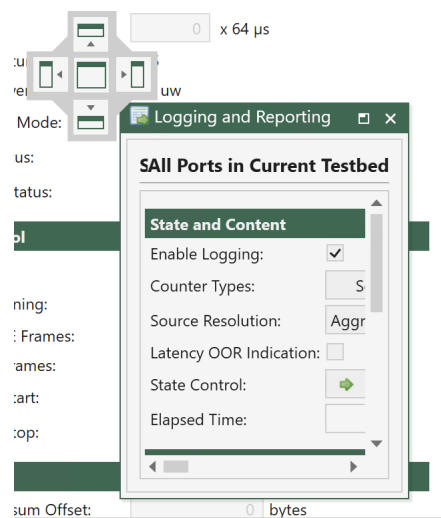 0 x 64 µs
uw
Mode:
us:
tatus:
ol
ning:
E Frames:
rames:
tart:
top:
sum Offset: 0 bytes
Logging and Reporting
SAll Ports in Current Testbed
State and Content
Enable Logging:
Counter Types: S
Source Resolution: Aggr
Latency OOR Indication:
State Control:
Elapsed Time: